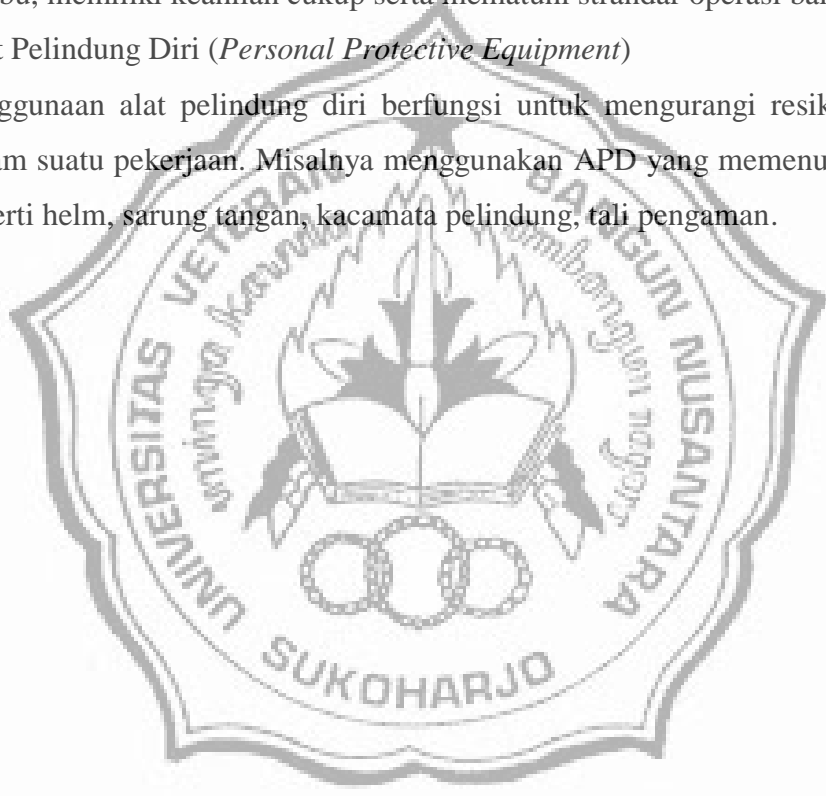 bu, memiliki keahlian cukup serta mematuhi strandar operasi ba
t Pelindung Diri (Personal Protective Equipment)
ggunaan alat pelindung diri berfungsi untuk mengurangi resik
am suatu pekerjaan. Misalnya menggunakan APD yang memenu
erti helm, sarung tangan, kacamata pelindung, tali pengaman.
UNIVERSITAS VETERAN BANGUN NUSANTARA
SUKOHARJO